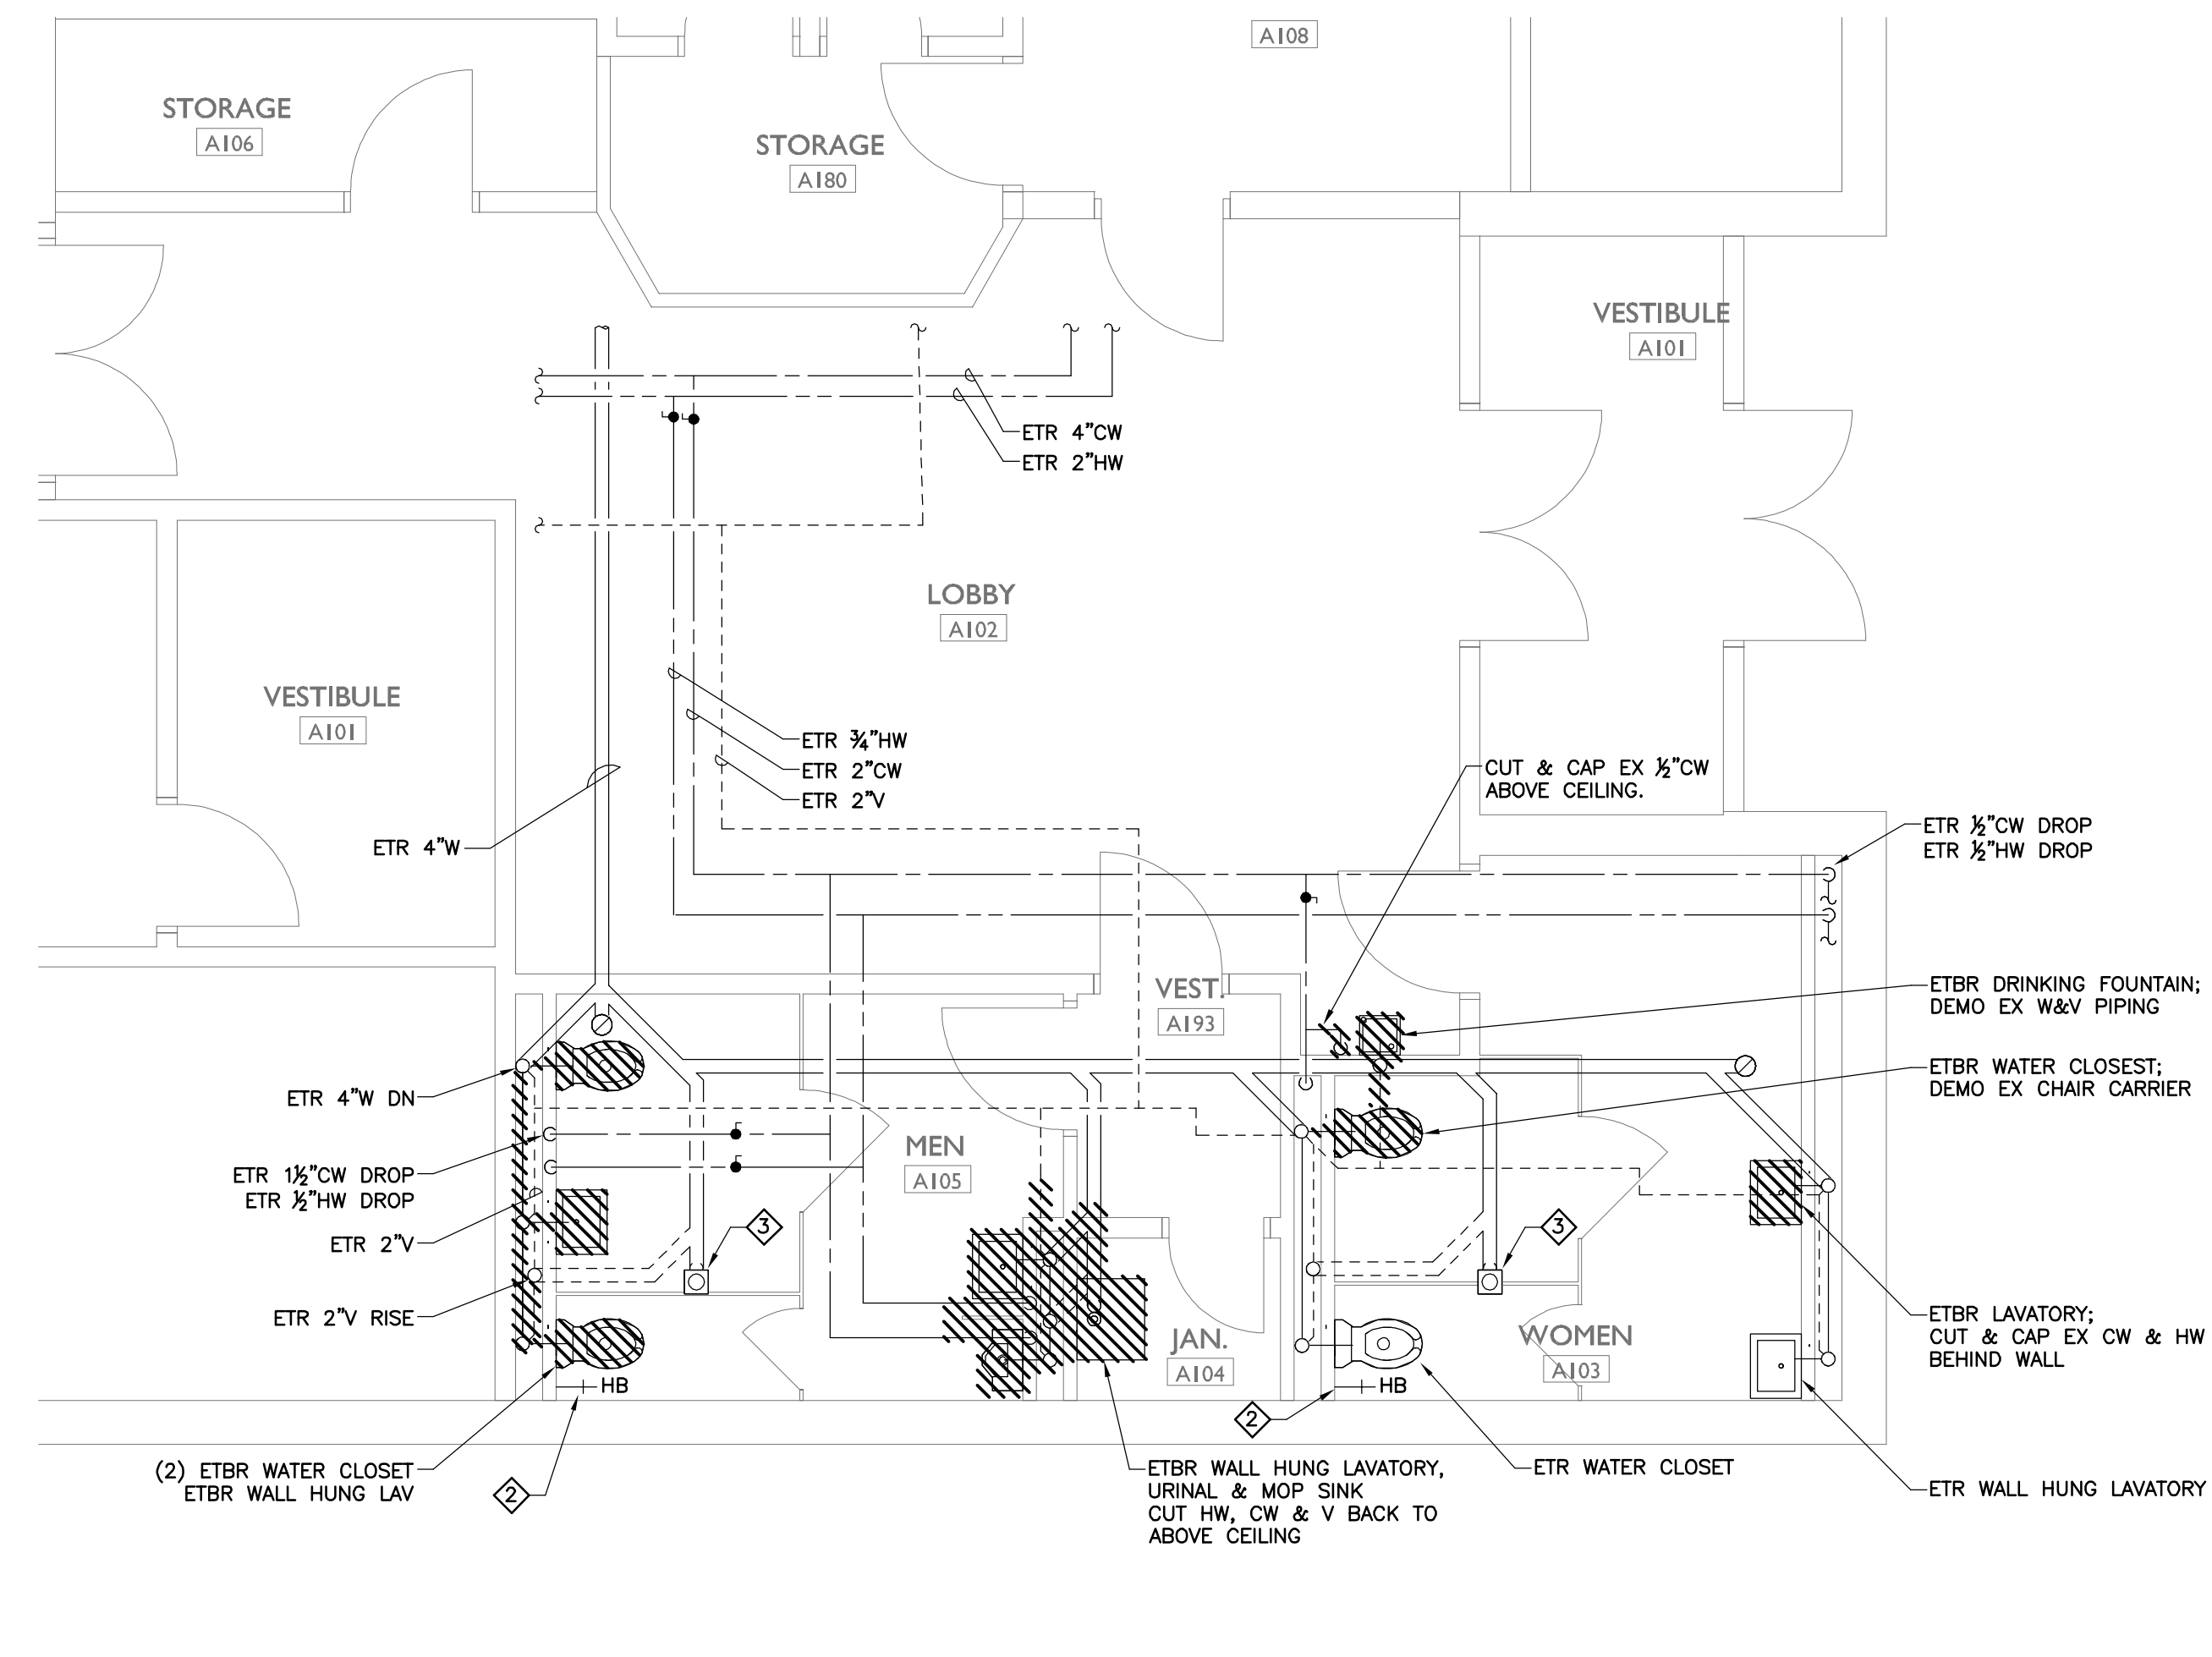 A108
STORAGE
A106
STORAGE
A180
VESTIBULE
A101
ETR 4"CW
ETR 2"HW
LOBBY
A102
VESTIBULE
A101
ETR ¾"HW
ETR 2"CW
ETR 2"V
CUT & CAP EX ½"CW
ABOVE CEILING.
ETR 4"W
ETR ½"CW DROP
ETR ½"HW DROP
VEST.
A193
ETBR DRINKING FOUNTAIN;
DEMO EX W&V PIPING
ETBR WATER CLOSEST;
DEMO EX CHAIR CARRIER
ETR 4"W DN
MEN
A105
ETR 1½"CW DROP
ETR ½"HW DROP
3
3
ETR 2"V
ETR 2"V RISE
JAN.
A104
WOMEN
A103
ETBR LAVATORY;
CUT & CAP EX CW & HW
BEHIND WALL
HB
HB
2
(2) ETBR WATER CLOSET
ETBR WALL HUNG LAV
2
ETBR WALL HUNG LAVATORY,
URINAL & MOP SINK
CUT HW, CW & V BACK TO
ABOVE CEILING
ETR WATER CLOSET
ETR WALL HUNG LAVATORY